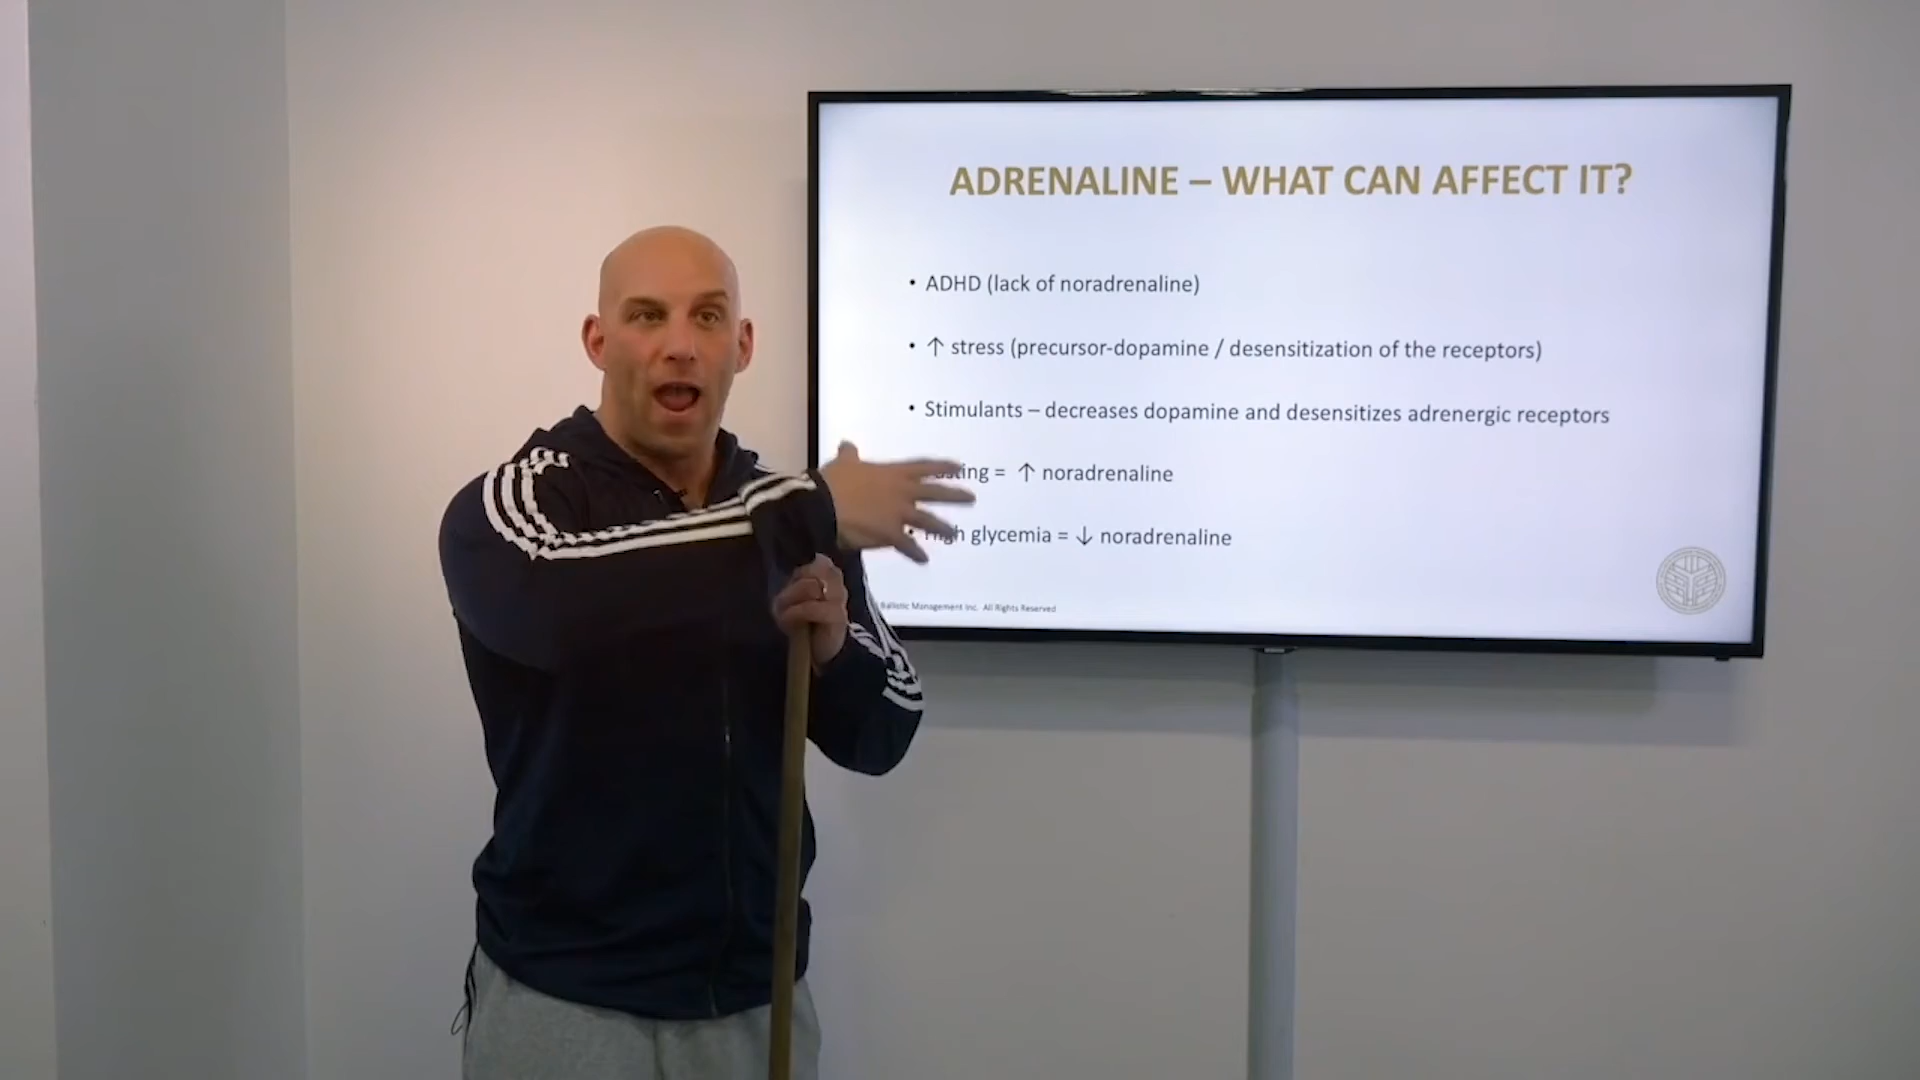 ADRENALINE – WHAT CAN AFFECT IT?
• ADHD (lack of noradrenaline)
• ↑ stress (precursor-dopamine / desensitization of the receptors)
• Stimulants – decreases dopamine and desensitizes adrenergic receptors
= ↑ noradrenaline
• High glycemia = ↓ noradrenaline
Ballistic Management Inc. All Rights Reserved